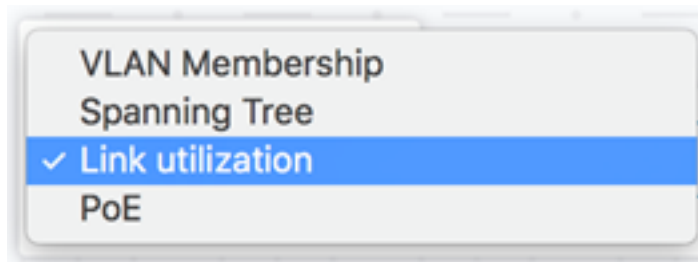 VLAN Membership
Spanning Tree
✓ Link utilization
PoE